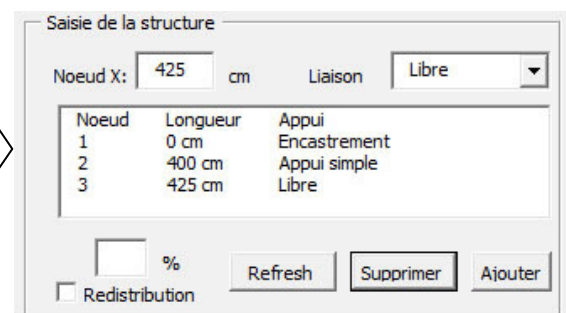 Saisie de la structure
Noeud X: 425 cm Liaison Libre
Noeud Longueur Appui
1 0 cm Encastrement
2 400 cm Appui simple
3 425 cm Libre
% Refresh Supprimer Ajouter
Redistribution